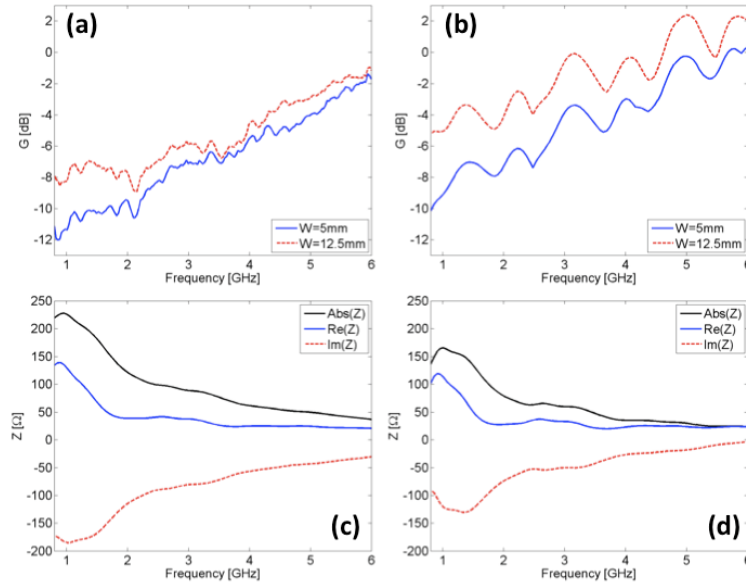 (a)
G [dB]
0
-2
-4
-6
-8
-10
-12
1 2 3 4 5 6
Frequency [GHz]
W=5mm
W=12.5mm
(b)
G [dB]
2
0
-2
-4
-6
-8
-10
-12
1 2 3 4 5 6
Frequency [GHz]
W=5mm
W=12.5mm
(c)
Z [Ω]
250
200
150
100
50
0
-50
-100
-150
-200
1 2 3 4 5 6
Frequency [GHz]
Abs(Z)
Re(Z)
Im(Z)
(d)
Z [Ω]
250
200
150
100
50
0
-50
-100
-150
-200
1 2 3 4 5 6
Frequency [GHz]
Abs(Z)
Re(Z)
Im(Z)